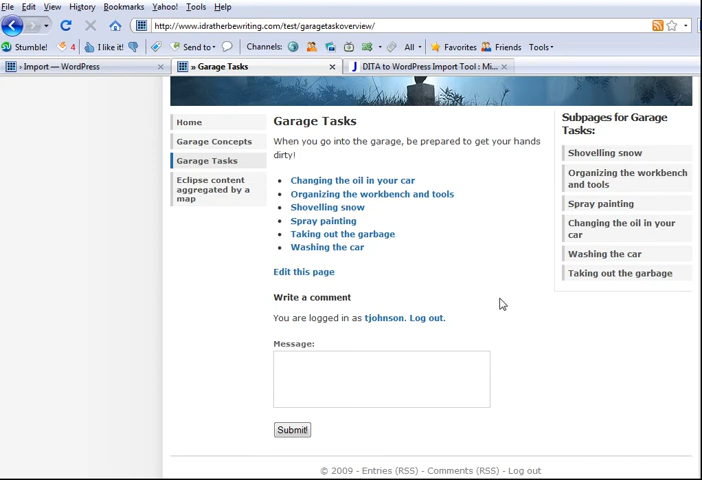 File Edit View History Bookmarks Yahoo! Tools Help
http://www.idratherbewriting.com/test/garagetaskoverview/
Stumble! 4 I like it! Send to Channels: All Favorites Friends Tools
› Import — WordPress
» Garage Tasks
DITA to WordPress Import Tool : Mi...
Home
Garage Concepts
Garage Tasks
Eclipse content
aggregated by a
map
Garage Tasks
When you go into the garage, be prepared to get your hands
dirty!
Changing the oil in your car
Organizing the workbench and tools
Shovelling snow
Spray painting
Taking out the garbage
Washing the car
Edit this page
Write a comment
You are logged in as tjohnson. Log out.
Message:
Submit!
Subpages for Garage
Tasks:
Shovelling snow
Organizing the workbench
and tools
Spray painting
Changing the oil in your
car
Washing the car
Taking out the garbage
© 2009 - Entries (RSS) - Comments (RSS) - Log out